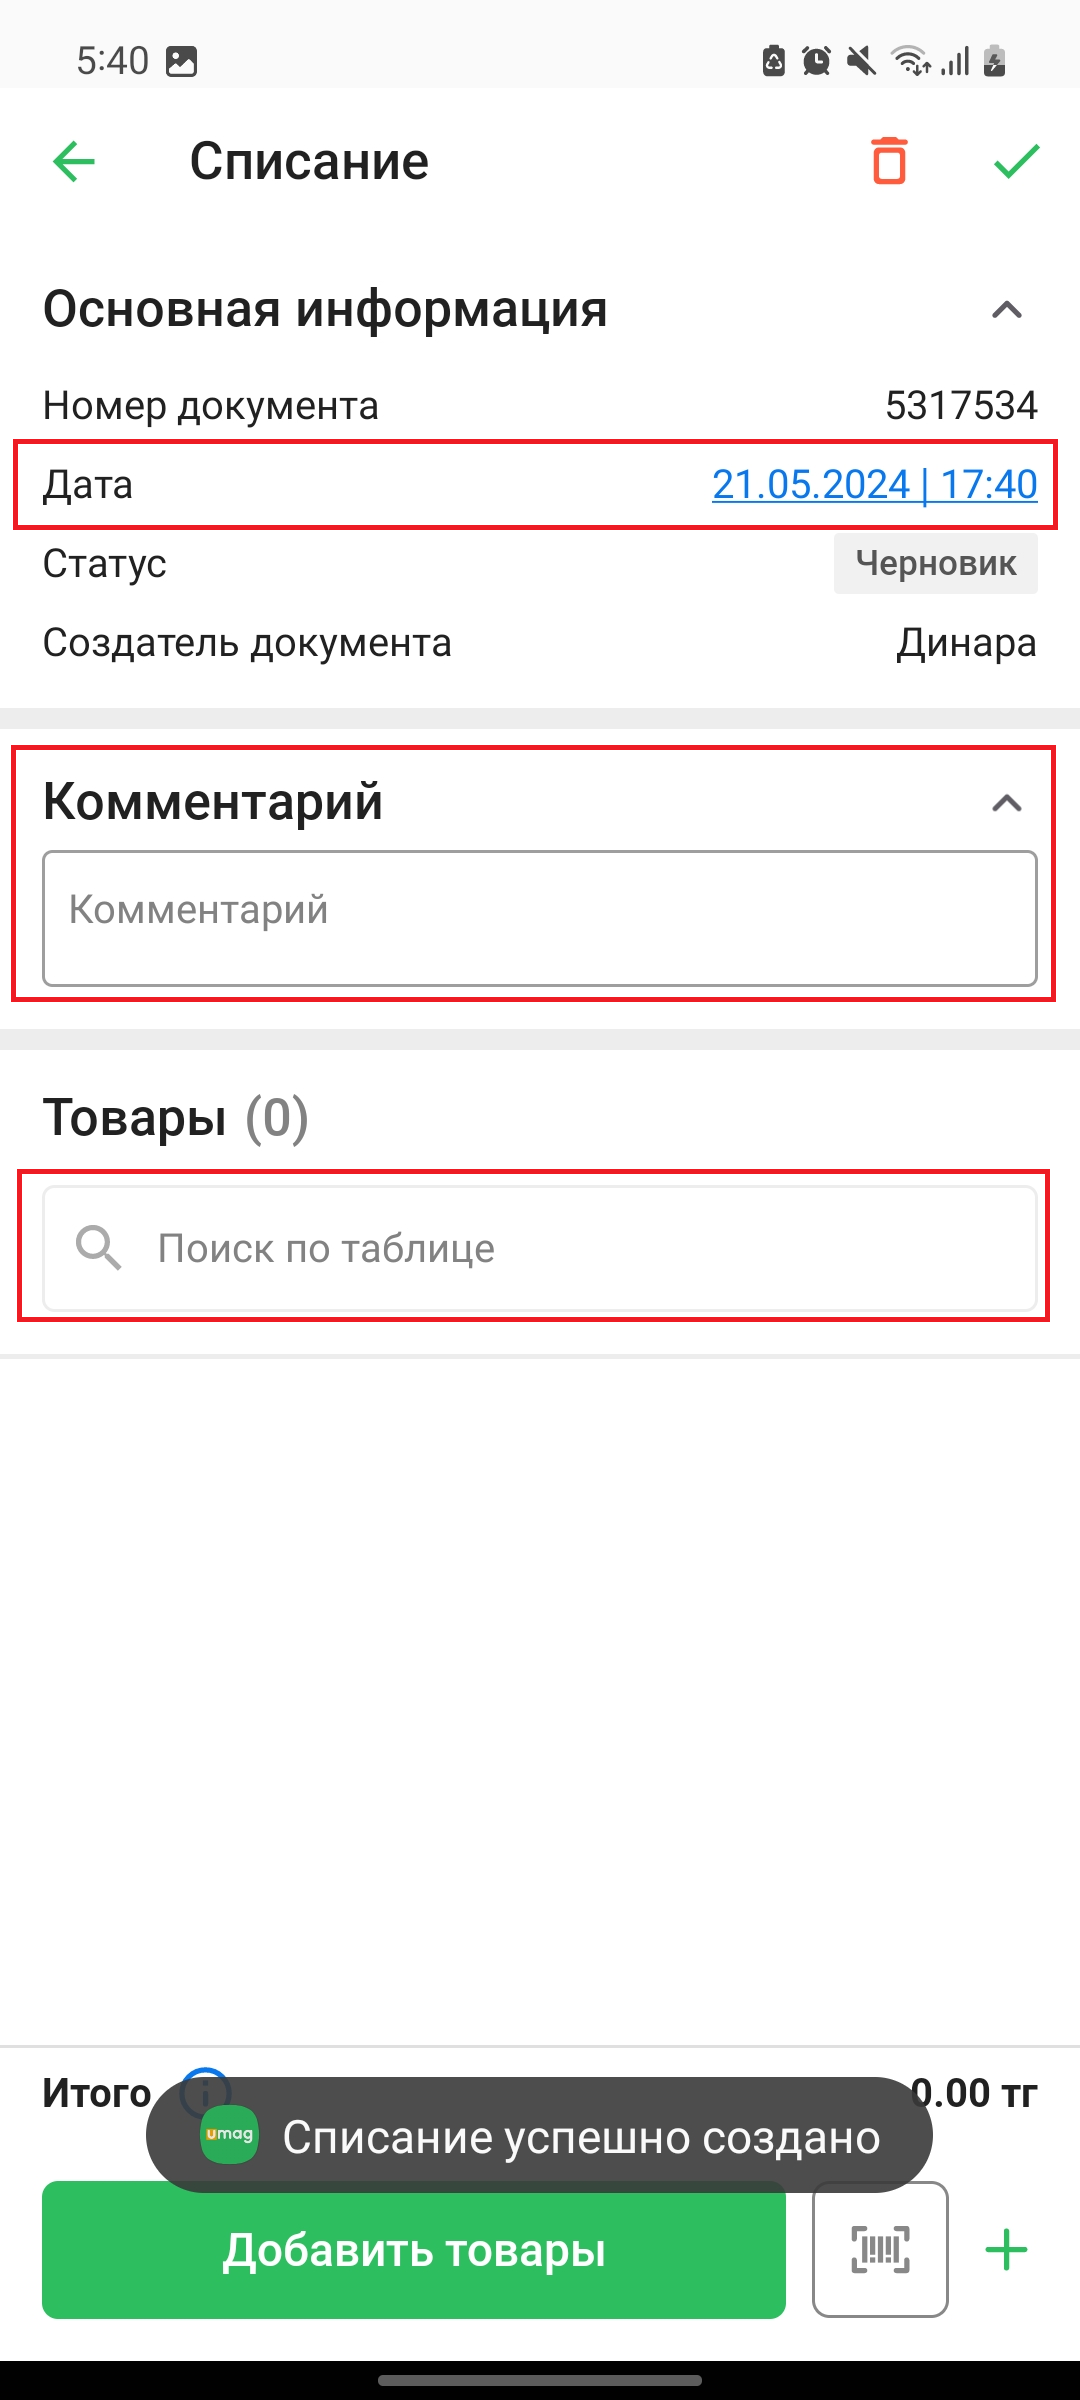 5:40
Списание
Основная информация
Номер документа 5317534
Дата 21.05.2024 | 17:40
Статус Черновик
Создатель документа Динара
Комментарий
Комментарий
Товары (0)
Поиск по таблице
Итого 0.00 тг
umag Списание успешно создано
Добавить товары